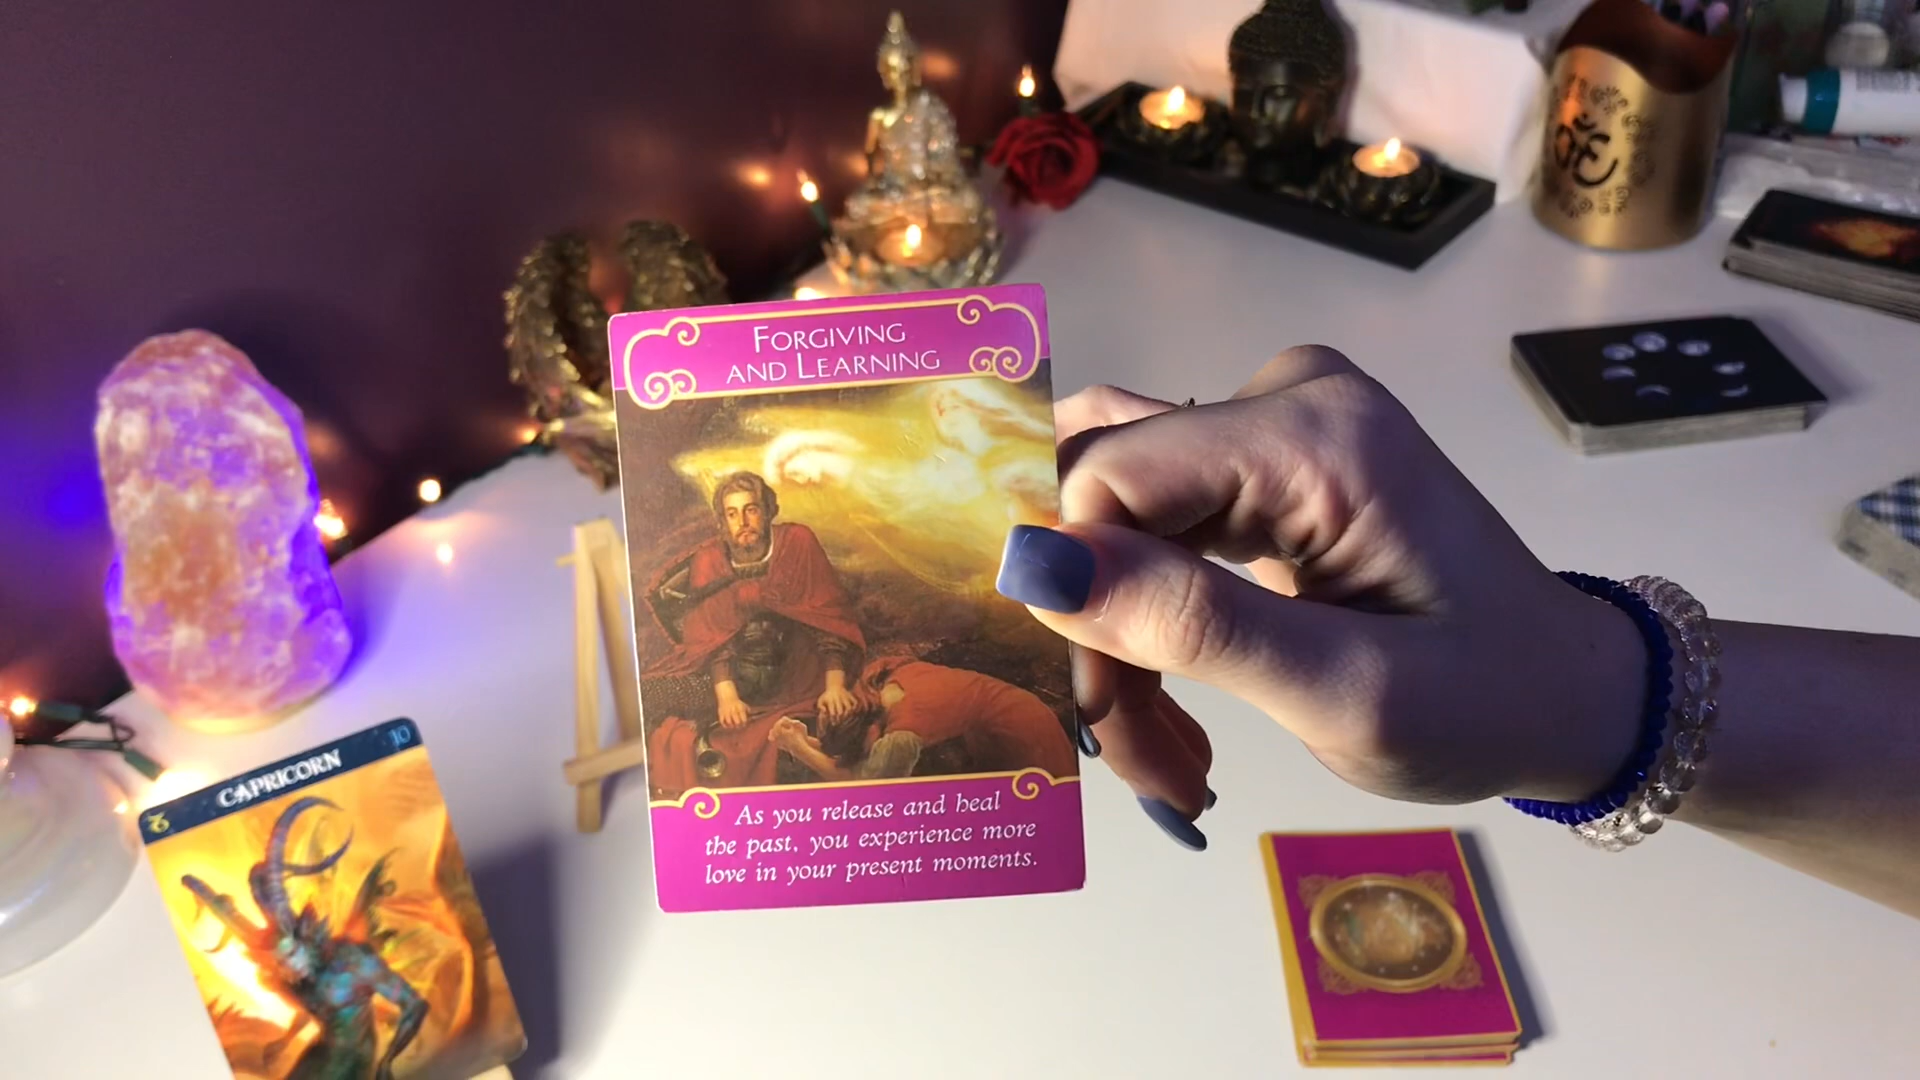 FORGIVING
AND LEARNING
As you release and heal
the past, you experience more
love in your present moments.
CAPRICORN 10
ॐ